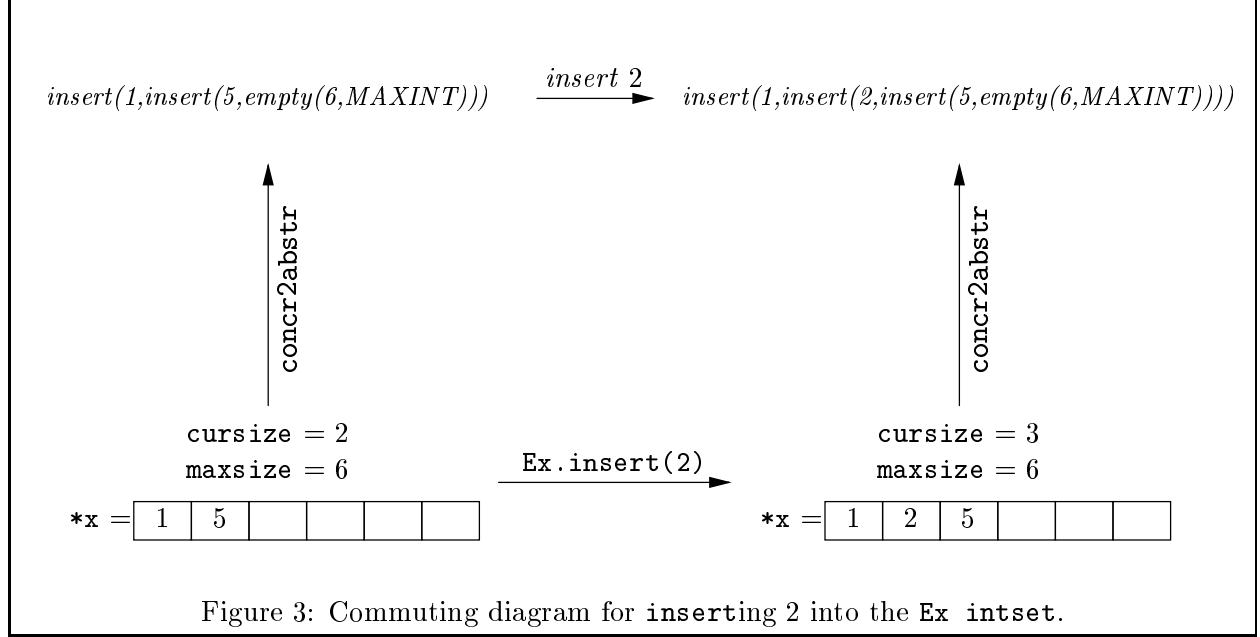 insert 2
insert(1,insert(5,empty(6,MAXINT))) insert(1,insert(2,insert(5,empty(6,MAXINT))))
concr2abstr concr2abstr
cursize = 2 cursize = 3
maxsize = 6 Ex.insert(2) maxsize = 6
*x = 1 5 *x = 1 2 5
Figure 3: Commuting diagram for inserting 2 into the Ex intset.